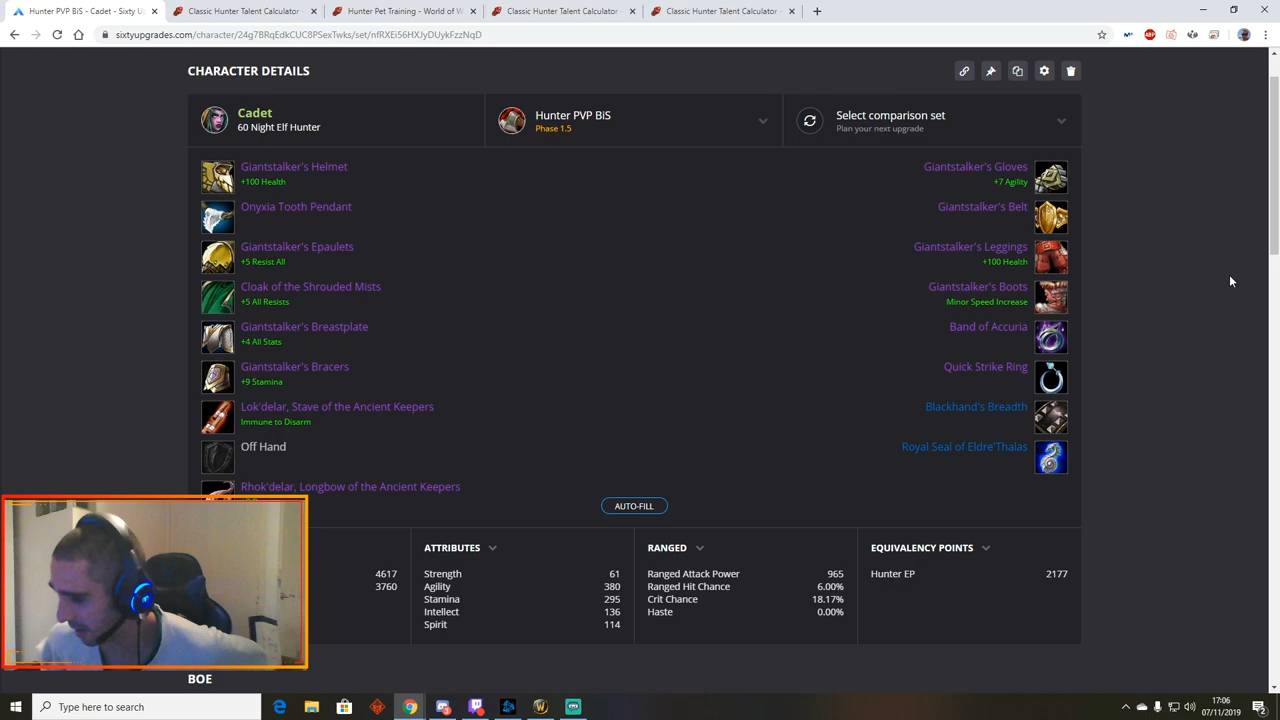 Hunter PVP BiS - Cadet - Sixty U
Classic Hunter Talent Calculator -
Hunter Pet Training - World of W
Classic Hunter Talent Calculator -
Classic Hunter Talent Calculator -
sixtyupgrades.com/character/24g7BRqEdkCUC8PSexTwks/set/nfRXEi56HXJyDUykFzzNqD
CHARACTER DETAILS
Cadet
60 Night Elf Hunter
Hunter PVP BiS
Phase 1.5
Select comparison set
Plan your next upgrade
Giantstalker's Helmet
+100 Health
Onyxia Tooth Pendant
Giantstalker's Epaulets
+5 Resist All
Cloak of the Shrouded Mists
+5 All Resists
Giantstalker's Breastplate
+4 All Stats
Giantstalker's Bracers
+9 Stamina
Lok'delar, Stave of the Ancient Keepers
Immune to Disarm
Off Hand
Rhok'delar, Longbow of the Ancient Keepers
Giantstalker's Gloves
+7 Agility
Giantstalker's Belt
Giantstalker's Leggings
+100 Health
Giantstalker's Boots
Minor Speed Increase
Band of Accuria
Quick Strike Ring
Blackhand's Breadth
Royal Seal of Eldre'Thalas
AUTO-FILL
4617
3760
ATTRIBUTES
Strength 61
Agility 380
Stamina 295
Intellect 136
Spirit 114
RANGED
Ranged Attack Power 965
Ranged Hit Chance 6.00%
Crit Chance 18.17%
Haste 0.00%
EQUIVALENCY POINTS
Hunter EP 2177
BOE
Type here to search
17:06
07/11/2019
2